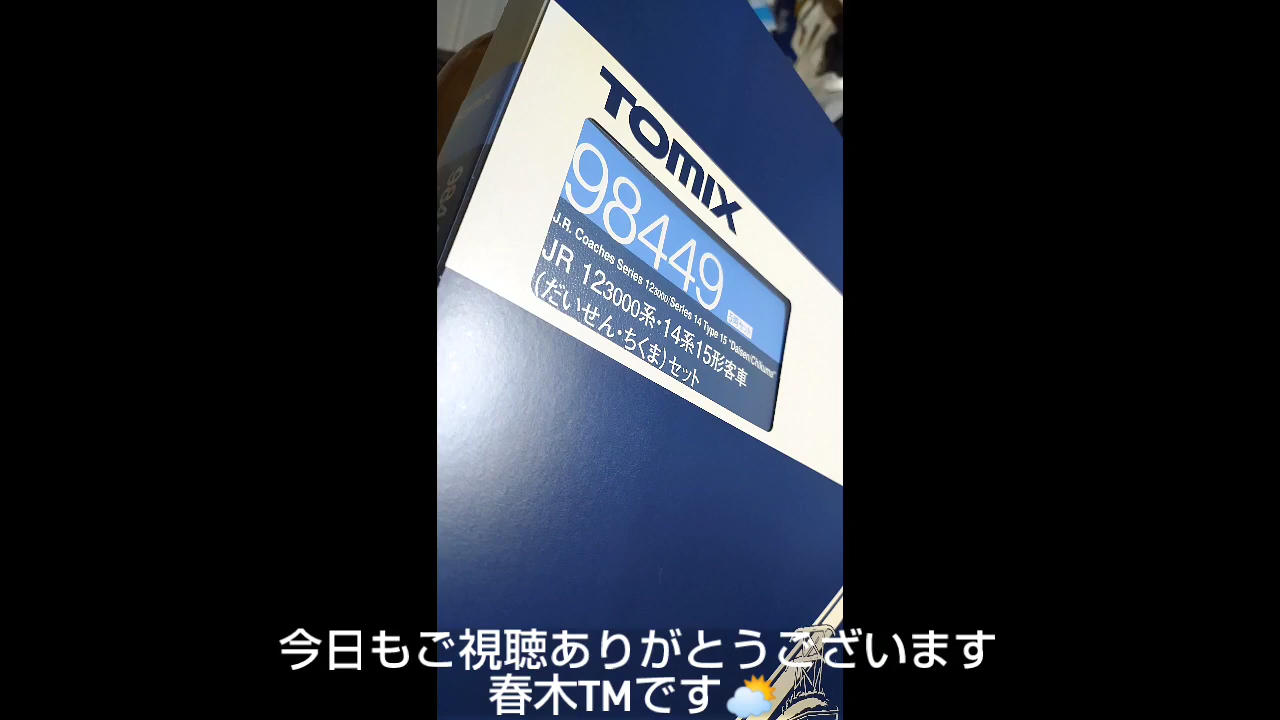 TOMIX
98449
J.R. Coaches Series 12 3000/Series 14 Type 15 "Daisen/Chikuma"
JR 123000系・14系15形客車
(だいせん・ちくま)セット
今日もご視聴ありがとうございます
春木TMです🌥️